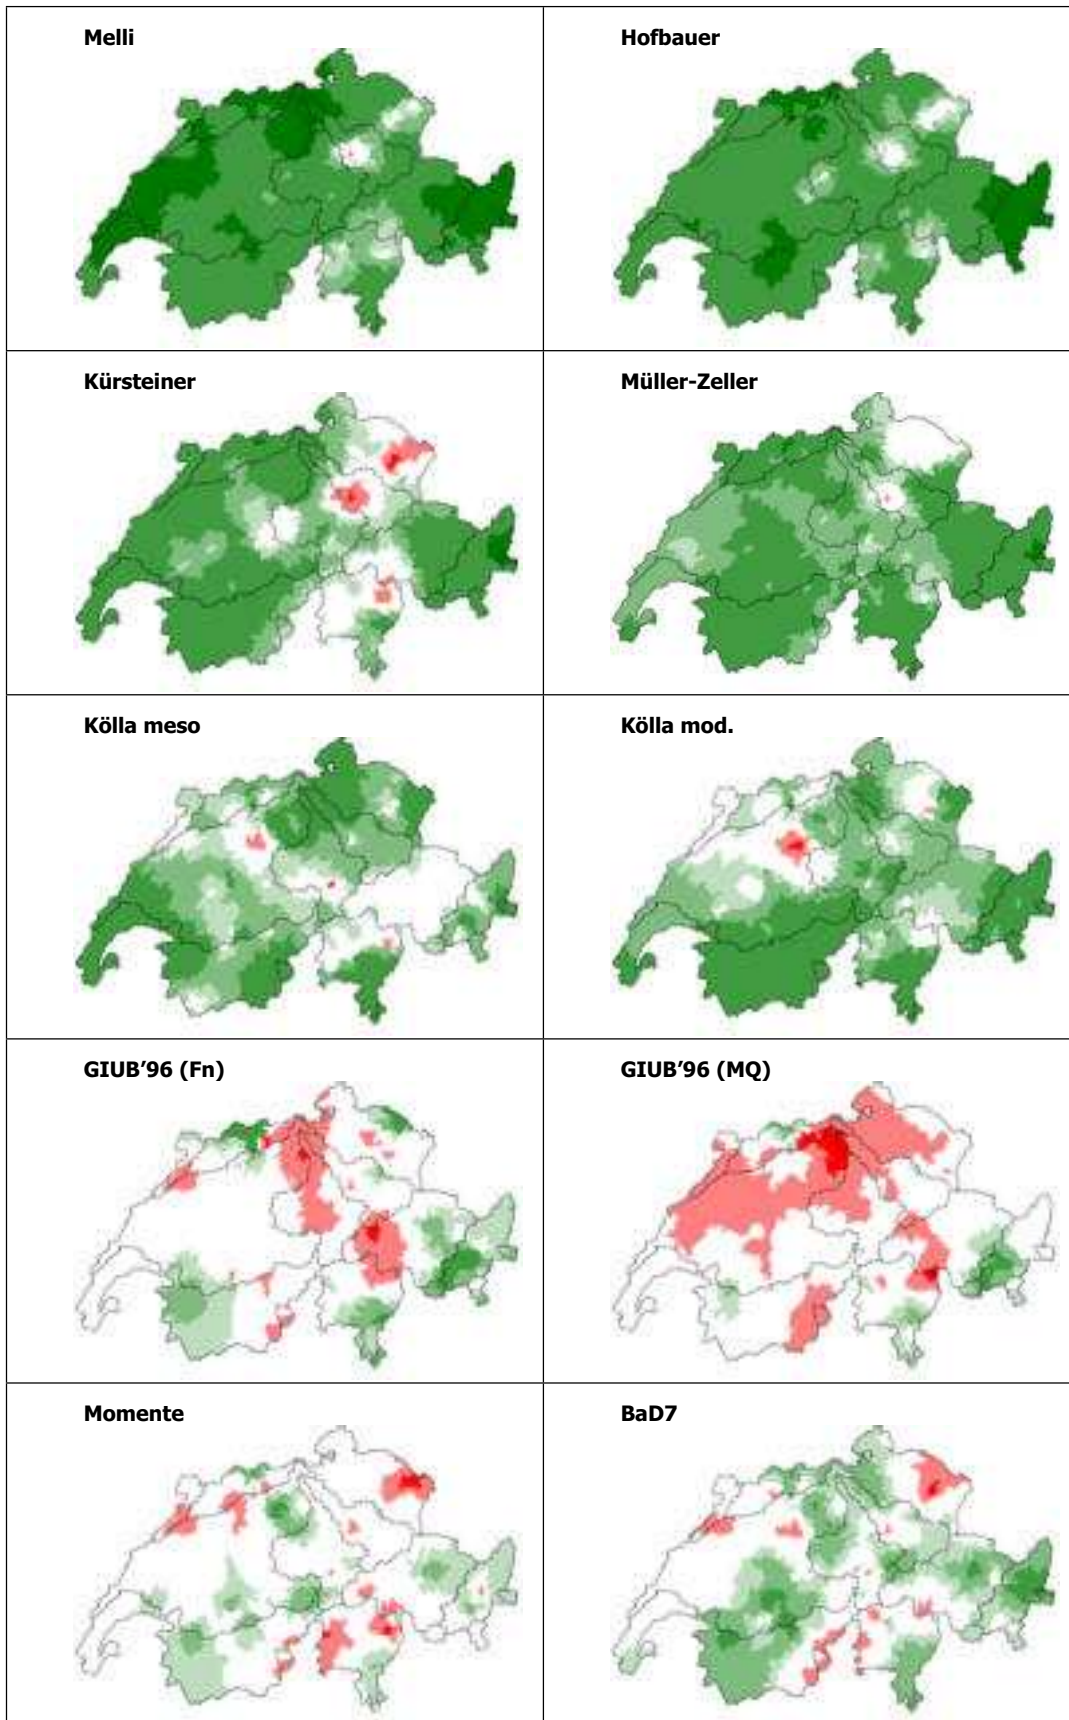 Melli
Hofbauer
Kürsteiner
Müller-Zeller
Kölla meso
Kölla mod.
GIUB’96 (Fn)
GIUB’96 (MQ)
Momente
BaD7